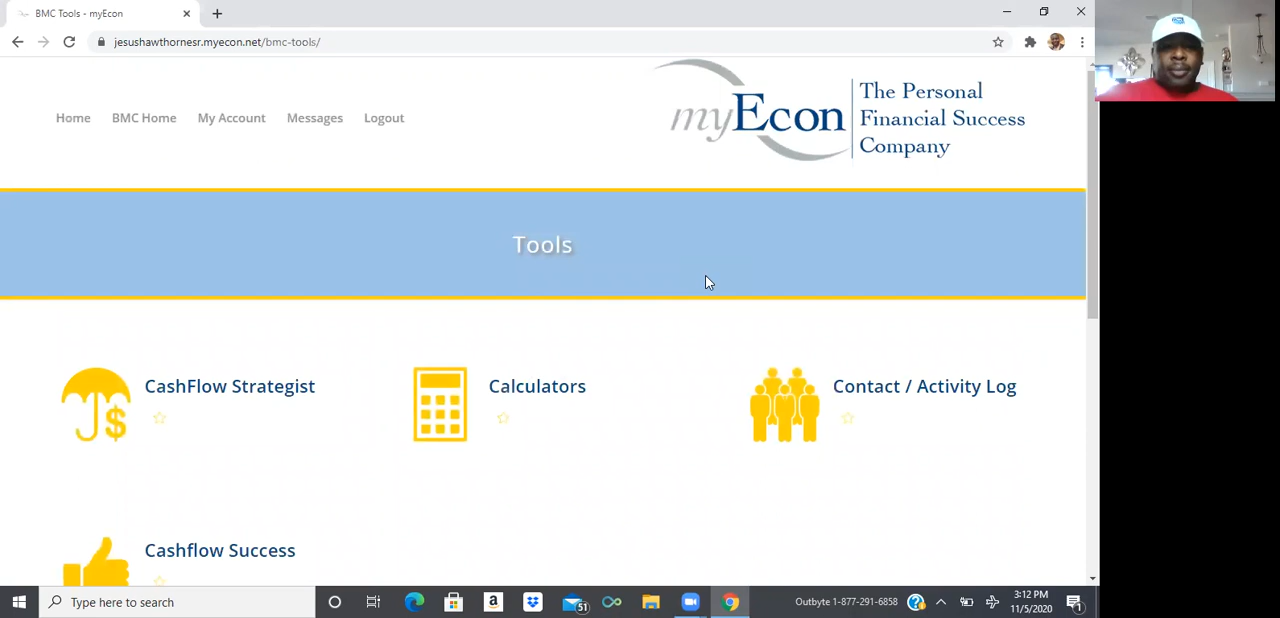 BMC Tools - myEcon
jesushawthornesr.myecon.net/bmc-tools/
Home BMC Home My Account Messages Logout
myEcon The Personal
Financial Success
Company
Tools
CashFlow Strategist
Calculators
Contact / Activity Log
Cashflow Success
Type here to search
51
Outbyte 1-877-291-6858
3:12 PM
11/5/2020
1